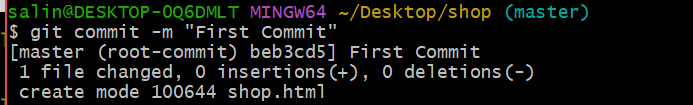 salin@DESKTOP-OQ6DMLT MINGW64 ~/Desktop/shop (master)
$ git commit -m "First Commit"
[master (root-commit) beb3cd5] First Commit
 1 file changed, 0 insertions(+), 0 deletions(-)
 create mode 100644 shop.html